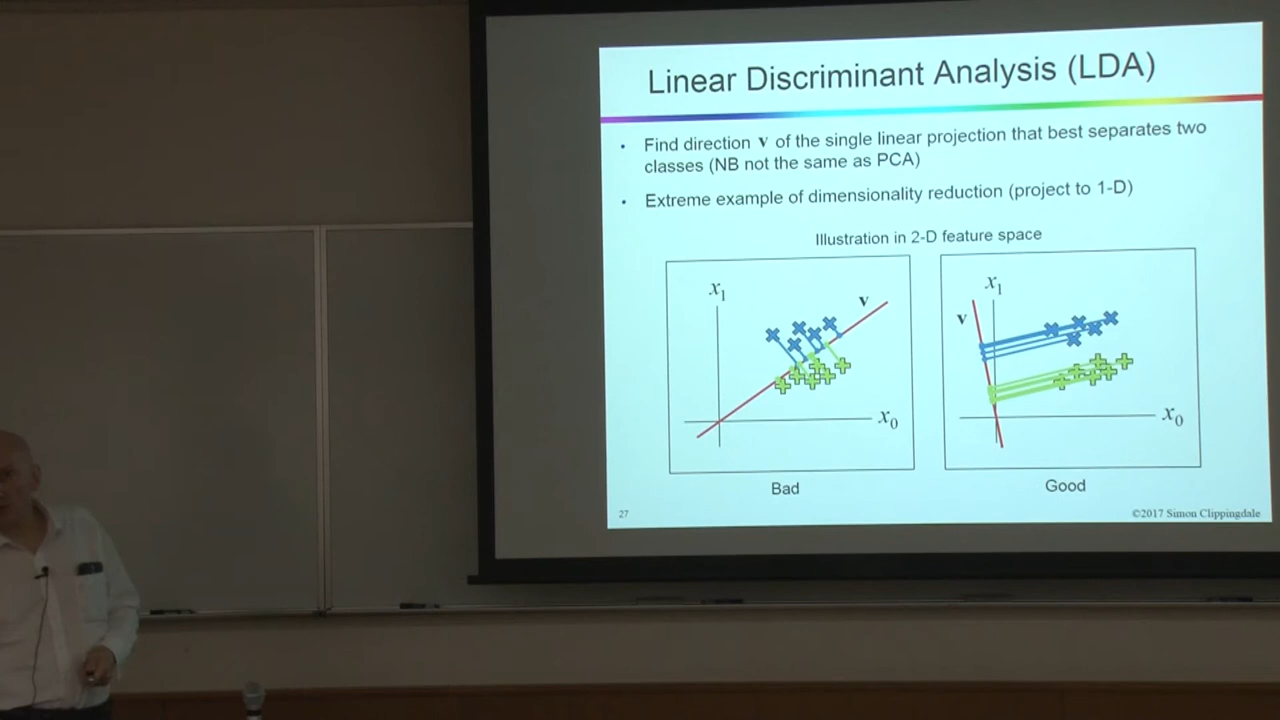 Linear Discriminant Analysis (LDA)
• Find direction v of the single linear projection that best separates two
classes (NB not the same as PCA)
• Extreme example of dimensionality reduction (project to 1-D)
Illustration in 2-D feature space
x1
v
x0
Bad
x1
v
x0
Good
27
©2017 Simon Clippingdale